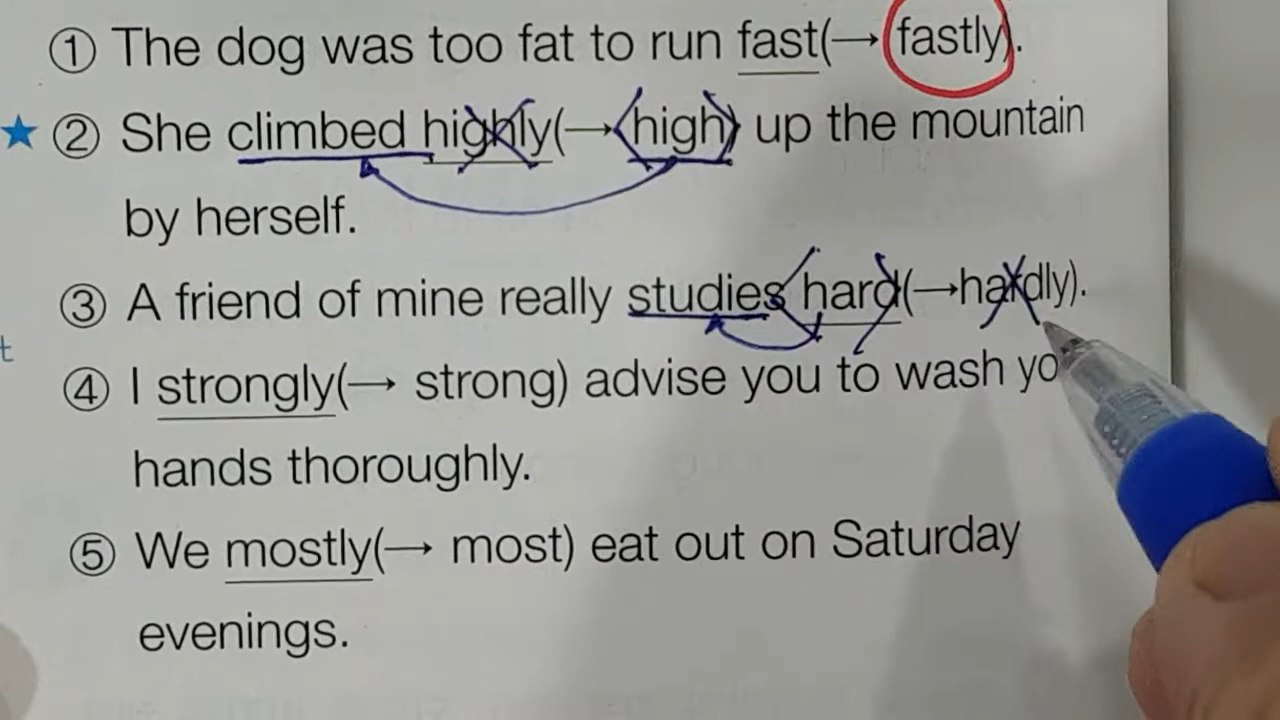 ① The dog was too fat to run fast(→ fastly).
★ ② She climbed highly(→ high) up the mountain
by herself.
③ A friend of mine really studies hard(→hardly).
t
④ I strongly(→ strong) advise you to wash
hands thoroughly.
⑤ We mostly(→ most) eat out on Saturday
evenings.